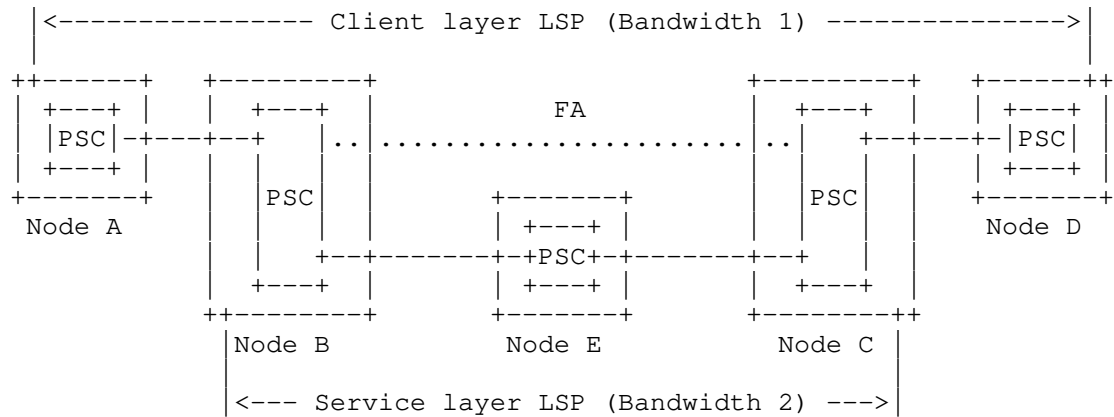 |<---------------- Client layer LSP (Bandwidth 1) --------------->|
FA
PSC PSC
PSC PSC
Node A Node D
PSC
Node B Node E Node C
|<--- Service layer LSP (Bandwidth 2) --->|